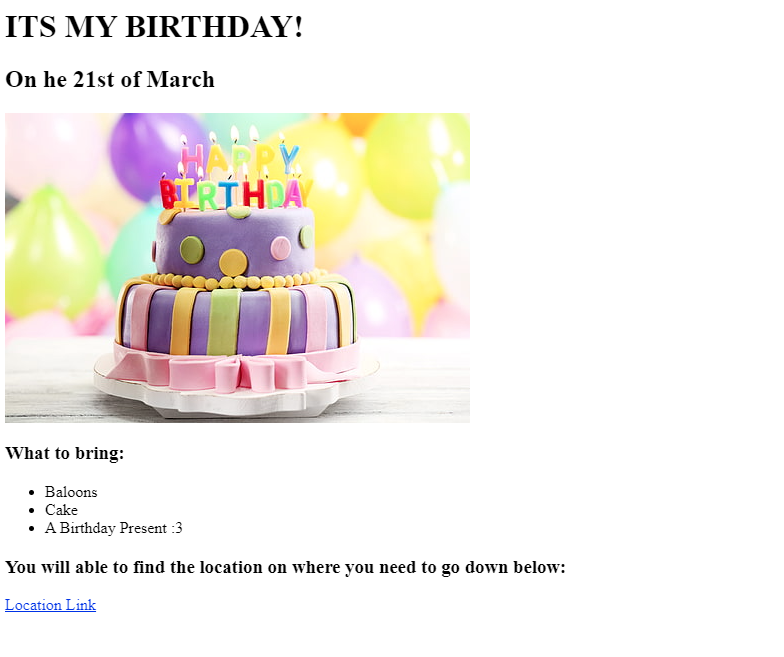 ITS MY BIRTHDAY!
On he 21st of March
HAPPY
BIRTHDAY
What to bring:
Baloons
Cake
A Birthday Present :3
You will able to find the location on where you need to go down below:
Location Link